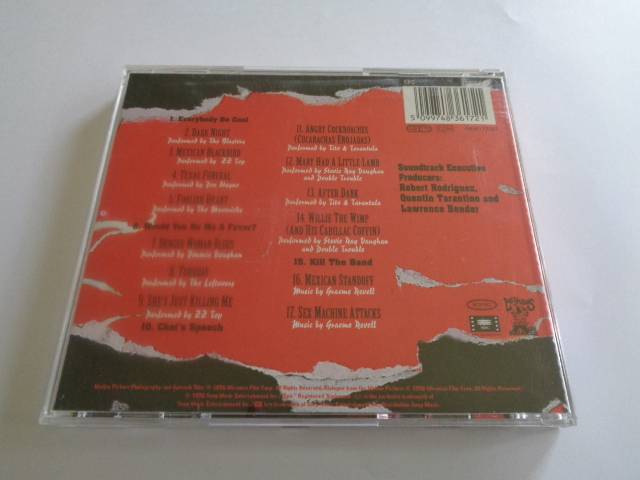 1. Everybody Be Cool
2. Dark Night
Performed by The Blasters
3. Mexican Blackbird
Performed by ZZ Top
4. Texas Funeral
Performed by Jon Wayne
5. Foolish Heart
Performed by The Mavericks
6. Would You Do Me A Favor?
7. Dengue Woman Blues
Performed by Jimmie Vaughan
8. Torquay
Performed by The Leftovers
9. She's Just Killing Me
Performed by ZZ Top
10. Chet's Speech
11. Angry Cockroaches
(Cucarachas Enojadas)
Performed by Tito & Tarantula
12. Mary Had A Little Lamb
Performed by Stevie Ray Vaughan
and Double Trouble
13. After Dark
Performed by Tito & Tarantula
14. Willie The Wimp
(And His Cadillac Coffin)
Performed by Stevie Ray Vaughan
and Double Trouble
15. Kill The Band
16. Mexican Standoff
Music by Graeme Revell
17. Sex Machine Attacks
Music by Graeme Revell
5 099748 361721
Soundtrack Executive
Producers:
Robert Rodriguez,
Quentin Tarantino and
Lawrence Bender